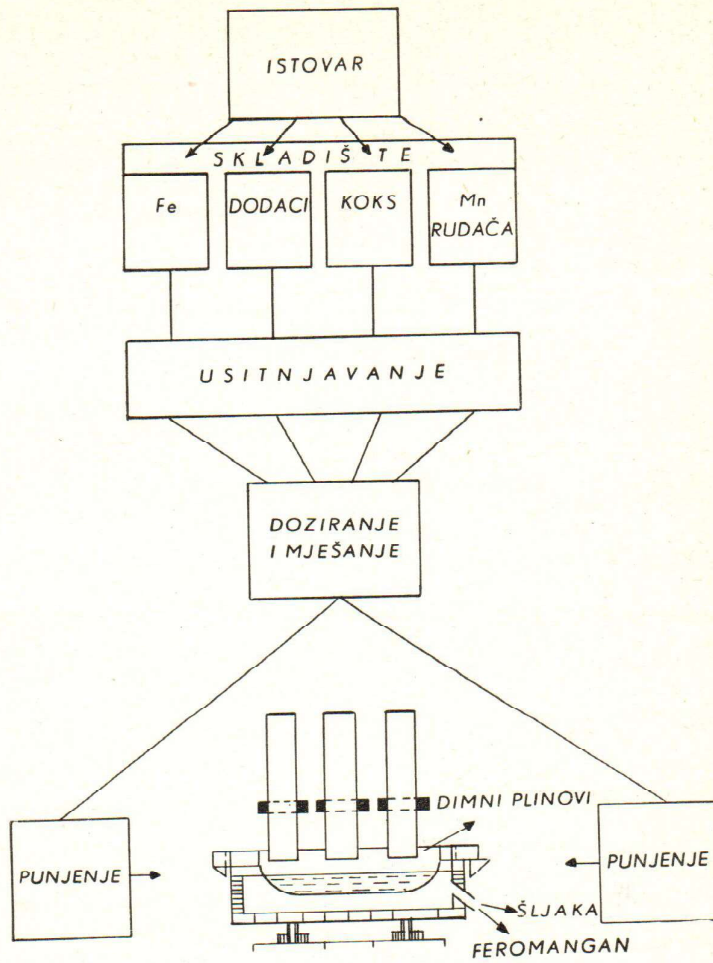 ISTOVAR
SKLADIŠTE
Fe
DODACI
KOKS
Mn
RUDAČA
USITNJAVANJE
DOZIRANJE
I MJEŠANJE
DIMNI PLINOVI
PUNJENJE
PUNJENJE
ŠLJAKA
FEROMANGAN